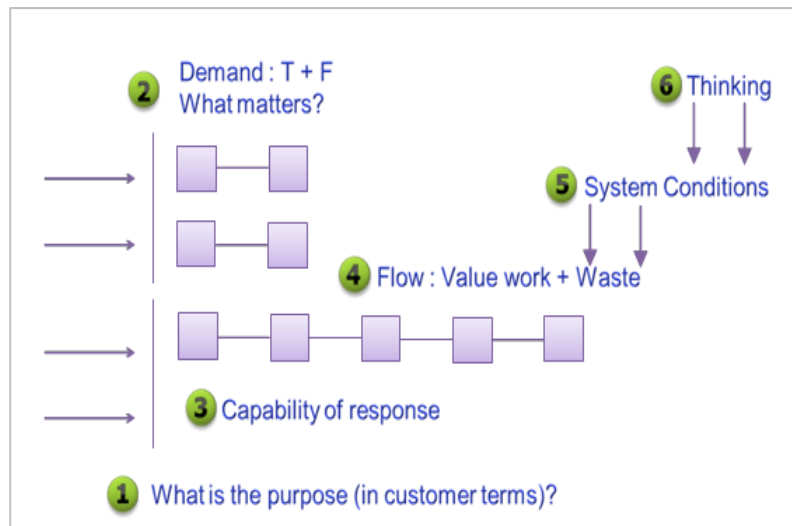 2 Demand : T + F
What matters?
6 Thinking
5 System Conditions
4 Flow : Value work + Waste
3 Capability of response
1 What is the purpose (in customer terms)?